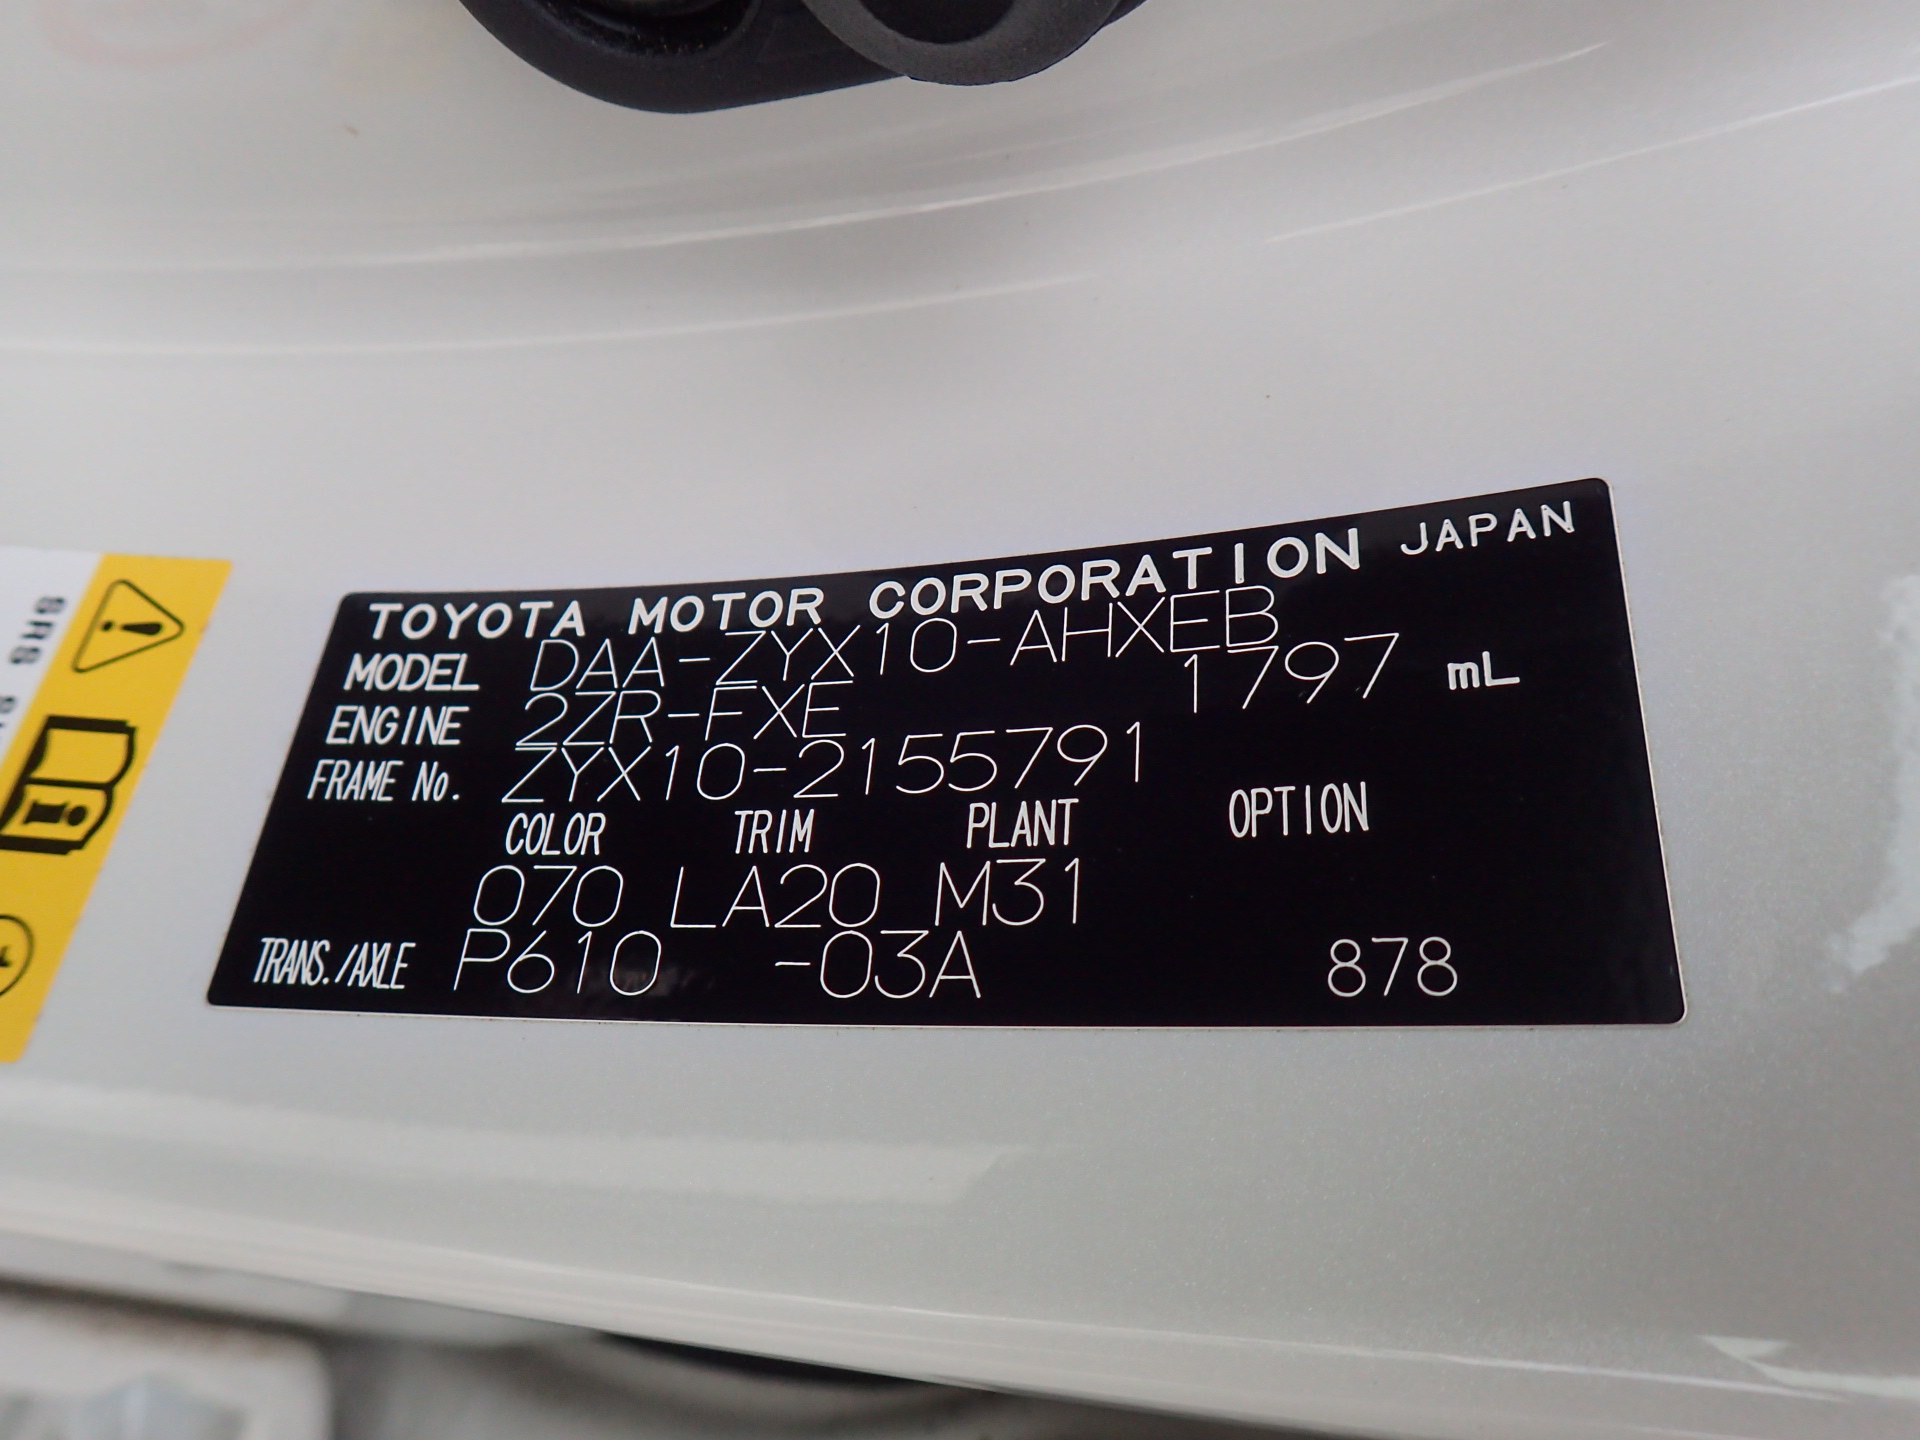 TOYOTA MOTOR CORPORATION JAPAN
MODEL DAA-ZYX10-AHXEB
ENGINE 2ZR-FXE 1797 mL
FRAME No. ZYX10-2155791
COLOR TRIM PLANT OPTION
070 LA20 M31
TRANS./AXLE P610 -03A 878
SRS